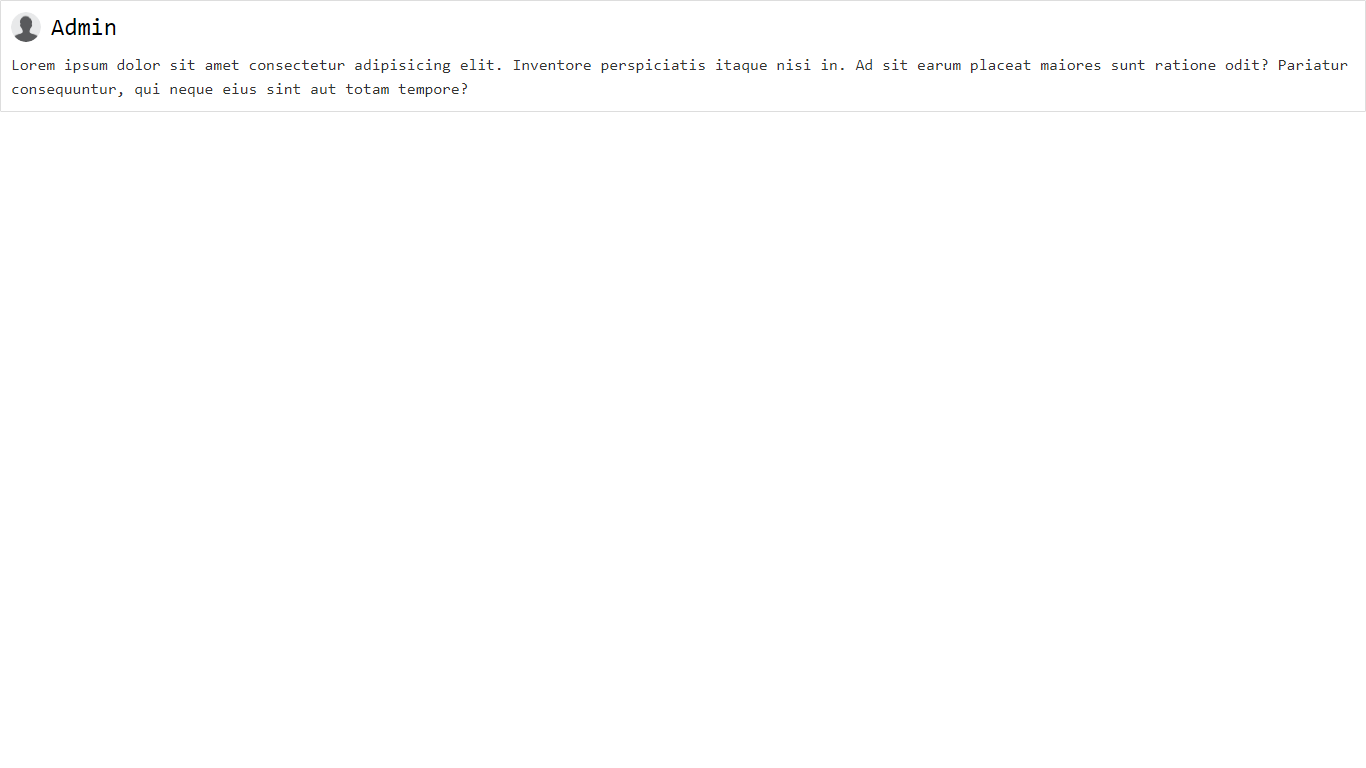 Admin
Lorem ipsum dolor sit amet consectetur adipisicing elit. Inventore perspiciatis itaque nisi in. Ad sit earum placeat maiores sunt ratione odit? Pariatur
consequuntur, qui neque eius sint aut totam tempore?